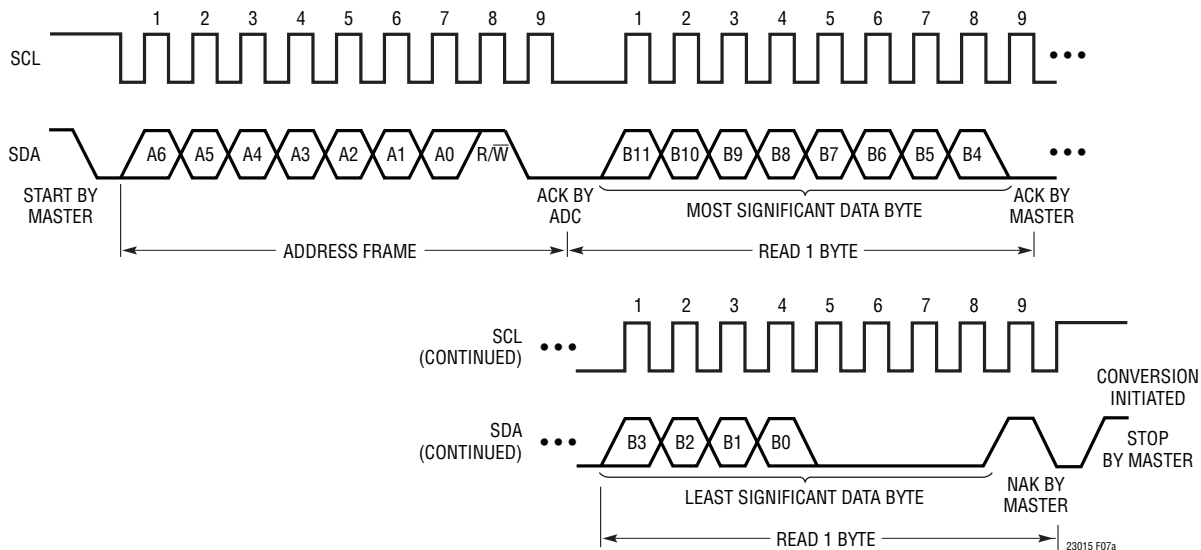 1 2 3 4 5 6 7 8 9 1 2 3 4 5 6 7 8 9
SCL
SDA
A6 A5 A4 A3 A2 A1 A0 R/W̅ B11 B10 B9 B8 B7 B6 B5 B4
START BY
MASTER
ACK BY
ADC
MOST SIGNIFICANT DATA BYTE
ACK BY
MASTER
ADDRESS FRAME
READ 1 BYTE
1 2 3 4 5 6 7 8 9
SCL
(CONTINUED)
CONVERSION
INITIATED
SDA
(CONTINUED)
B3 B2 B1 B0
STOP
BY MASTER
LEAST SIGNIFICANT DATA BYTE
NAK BY
MASTER
READ 1 BYTE
23015 F07a